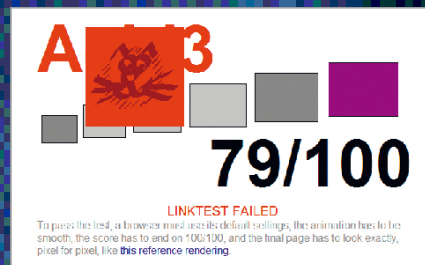 A 3
79/100
LINKTEST FAILED
To pass the test, a browser must use its default settings, the animation has to be
smooth, the score has to end on 100/100, and the final page has to look exactly,
pixel for pixel, like this reference rendering.